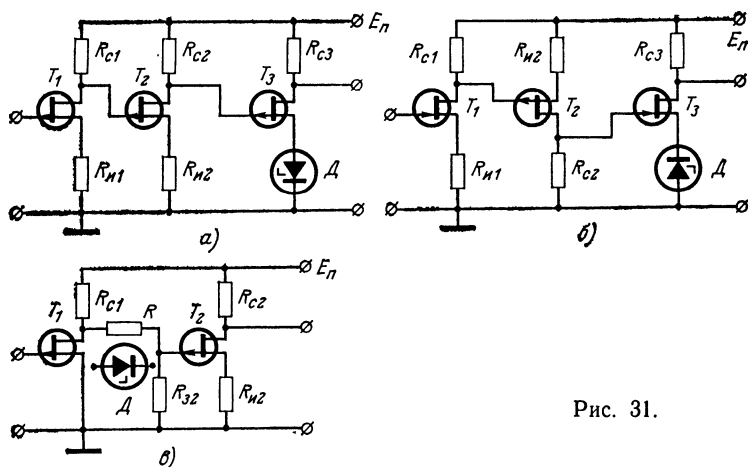 Eп
Rc1 Rc2 Rc3
T1 T2 T3
Rи1 Rи2 Д
а)
Eп
Rc1 Rи2 Rc3
T1 T2 T3
Rи1 Rc2 Д
б)
Eп
T1 Rc1 R T2 Rc2
Д Rз2 Rи2
в)
Рис. 31.